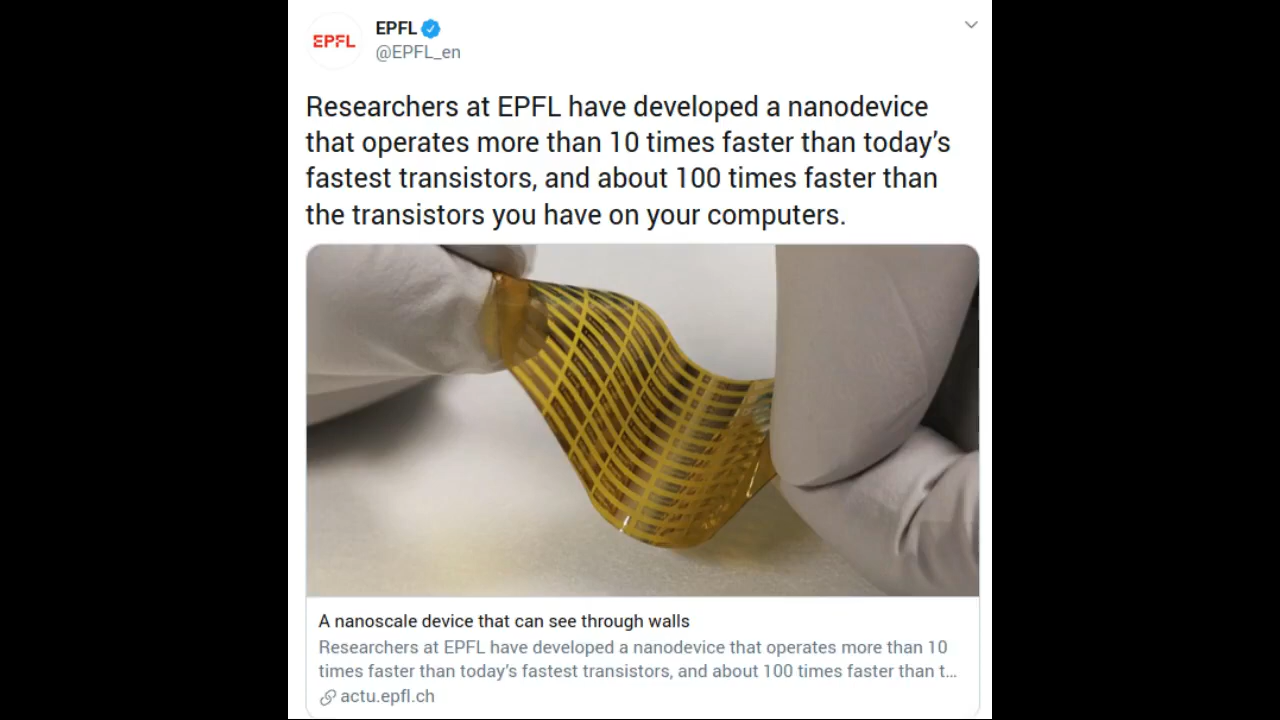 EPFL
EPFL
@EPFL_en
Researchers at EPFL have developed a nanodevice
that operates more than 10 times faster than today’s
fastest transistors, and about 100 times faster than
the transistors you have on your computers.
A nanoscale device that can see through walls
Researchers at EPFL have developed a nanodevice that operates more than 10
times faster than today’s fastest transistors, and about 100 times faster than t...
actu.epfl.ch